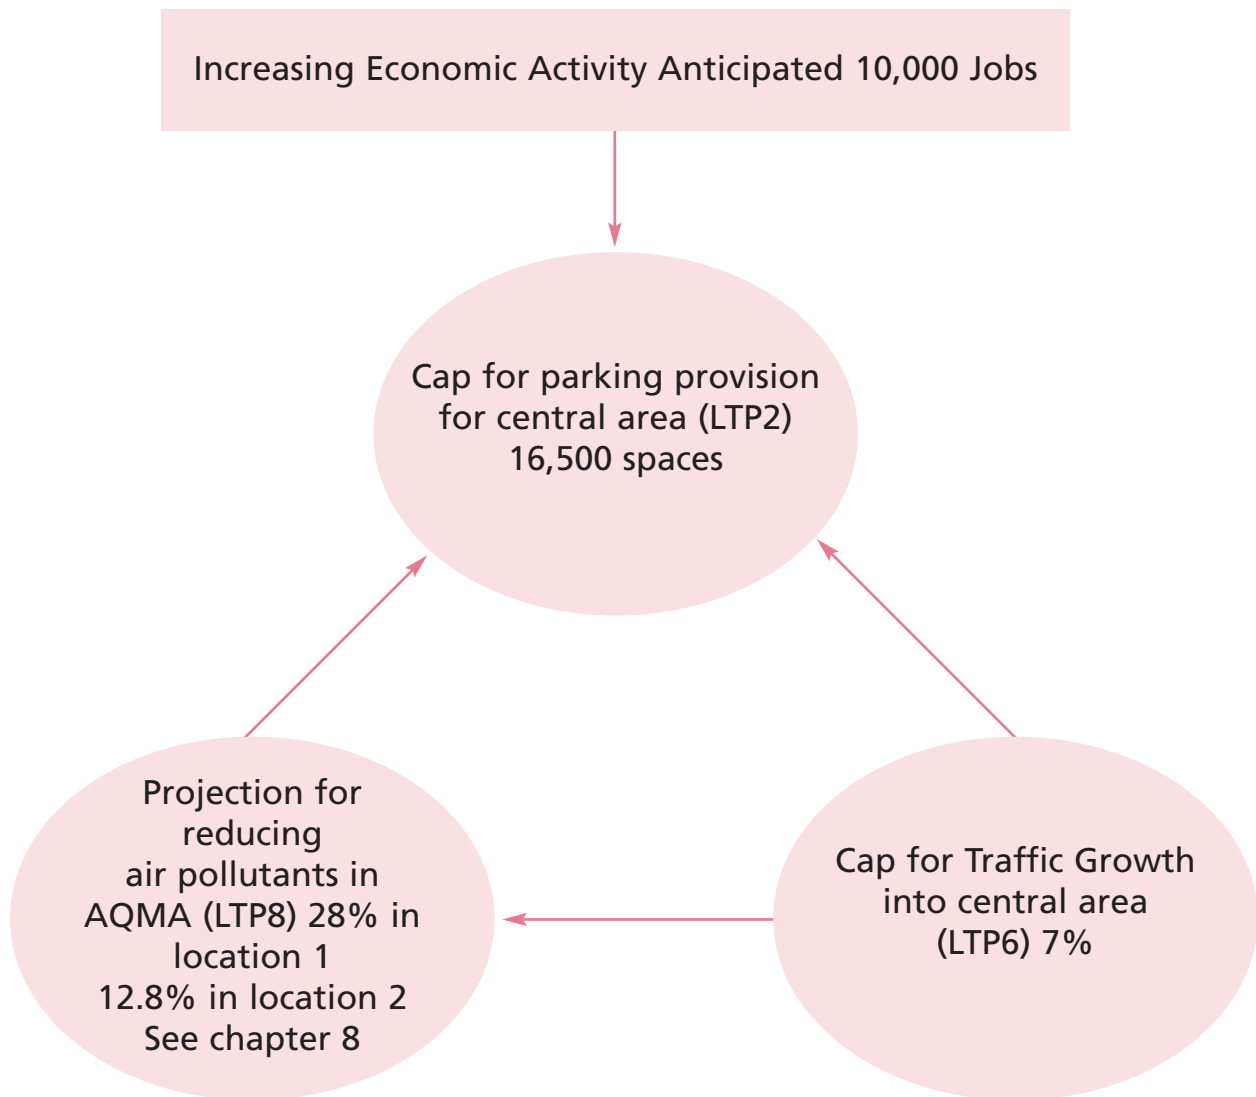 Increasing Economic Activity Anticipated 10,000 Jobs
Cap for parking provision
for central area (LTP2)
16,500 spaces
Projection for
reducing
air pollutants in
AQMA (LTP8) 28% in
location 1
12.8% in location 2
See chapter 8
Cap for Traffic Growth
into central area
(LTP6) 7%